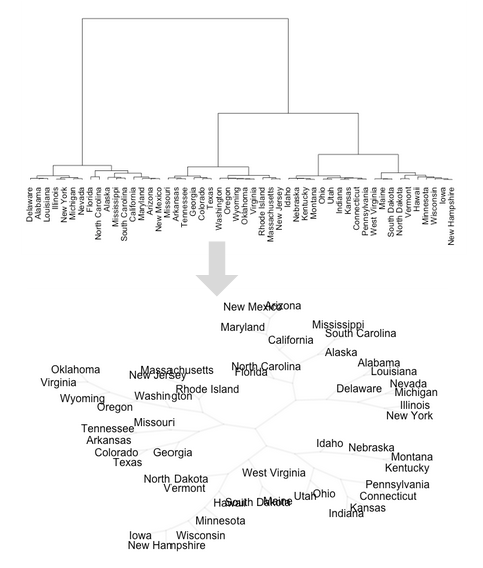 Delaware
Alabama
Louisiana
Illinois
New York
Michigan
Nevada
Florida
North Carolina
Alaska
Mississippi
South Carolina
California
Maryland
Arizona
New Mexico
Missouri
Arkansas
Tennessee
Georgia
Colorado
Texas
Washington
Oregon
Wyoming
Oklahoma
Virginia
Rhode Island
Massachusetts
New Jersey
Idaho
Nebraska
Kentucky
Montana
Ohio
Utah
Indiana
Kansas
Connecticut
Pennsylvania
West Virginia
Maine
South Dakota
North Dakota
Vermont
Hawaii
Minnesota
Wisconsin
Iowa
New Hampshire
New Mexico
Arizona
Maryland
Mississippi
South Carolina
California
Alaska
Alabama
Louisiana
North Carolina
Florida
Oklahoma
Massachusetts
New Jersey
Virginia
Nevada
Michigan
Delaware
Rhode Island
Washington
Wyoming
Oregon
Illinois
New York
Missouri
Tennessee
Arkansas
Idaho
Nebraska
Colorado
Georgia
Texas
Montana
Kentucky
West Virginia
North Dakota
Vermont
Pennsylvania
Connecticut
Hawaii
South Dakota
Maine
Utah
Ohio
Kansas
Indiana
Minnesota
Iowa
Wisconsin
New Hampshire